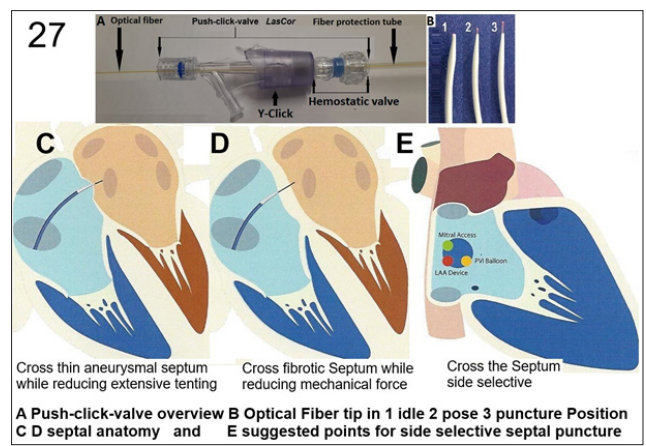 27
A
Optical fiber
Push-click-valve LasCor
Fiber protection tube
Y-Click
Hemostatic valve
B
1 2 3
C
D
E
Mitral Access
PVI Balloon
LAA Device
Cross thin aneurysmal septum
while reducing extensive tenting
Cross fibrotic Septum while
reducing mechanical force
Cross the Septum
side selective
A Push-click-valve overview B Optical Fiber tip in 1 idle 2 pose 3 puncture Position
C D septal anatomy and E suggested points for side selective septal puncture